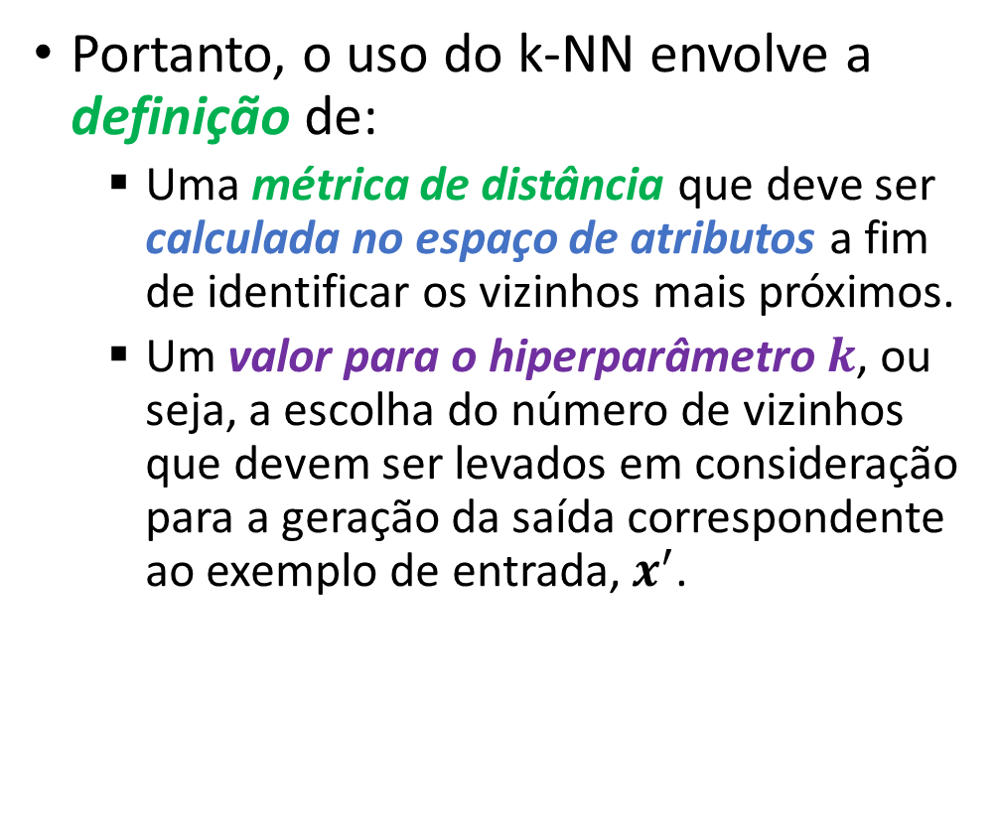 • Portanto, o uso do k-NN envolve a
definição de:
▪ Uma métrica de distância que deve ser
calculada no espaço de atributos a fim
de identificar os vizinhos mais próximos.
▪ Um valor para o hiperparâmetro k, ou
seja, a escolha do número de vizinhos
que devem ser levados em consideração
para a geração da saída correspondente
ao exemplo de entrada, x′.